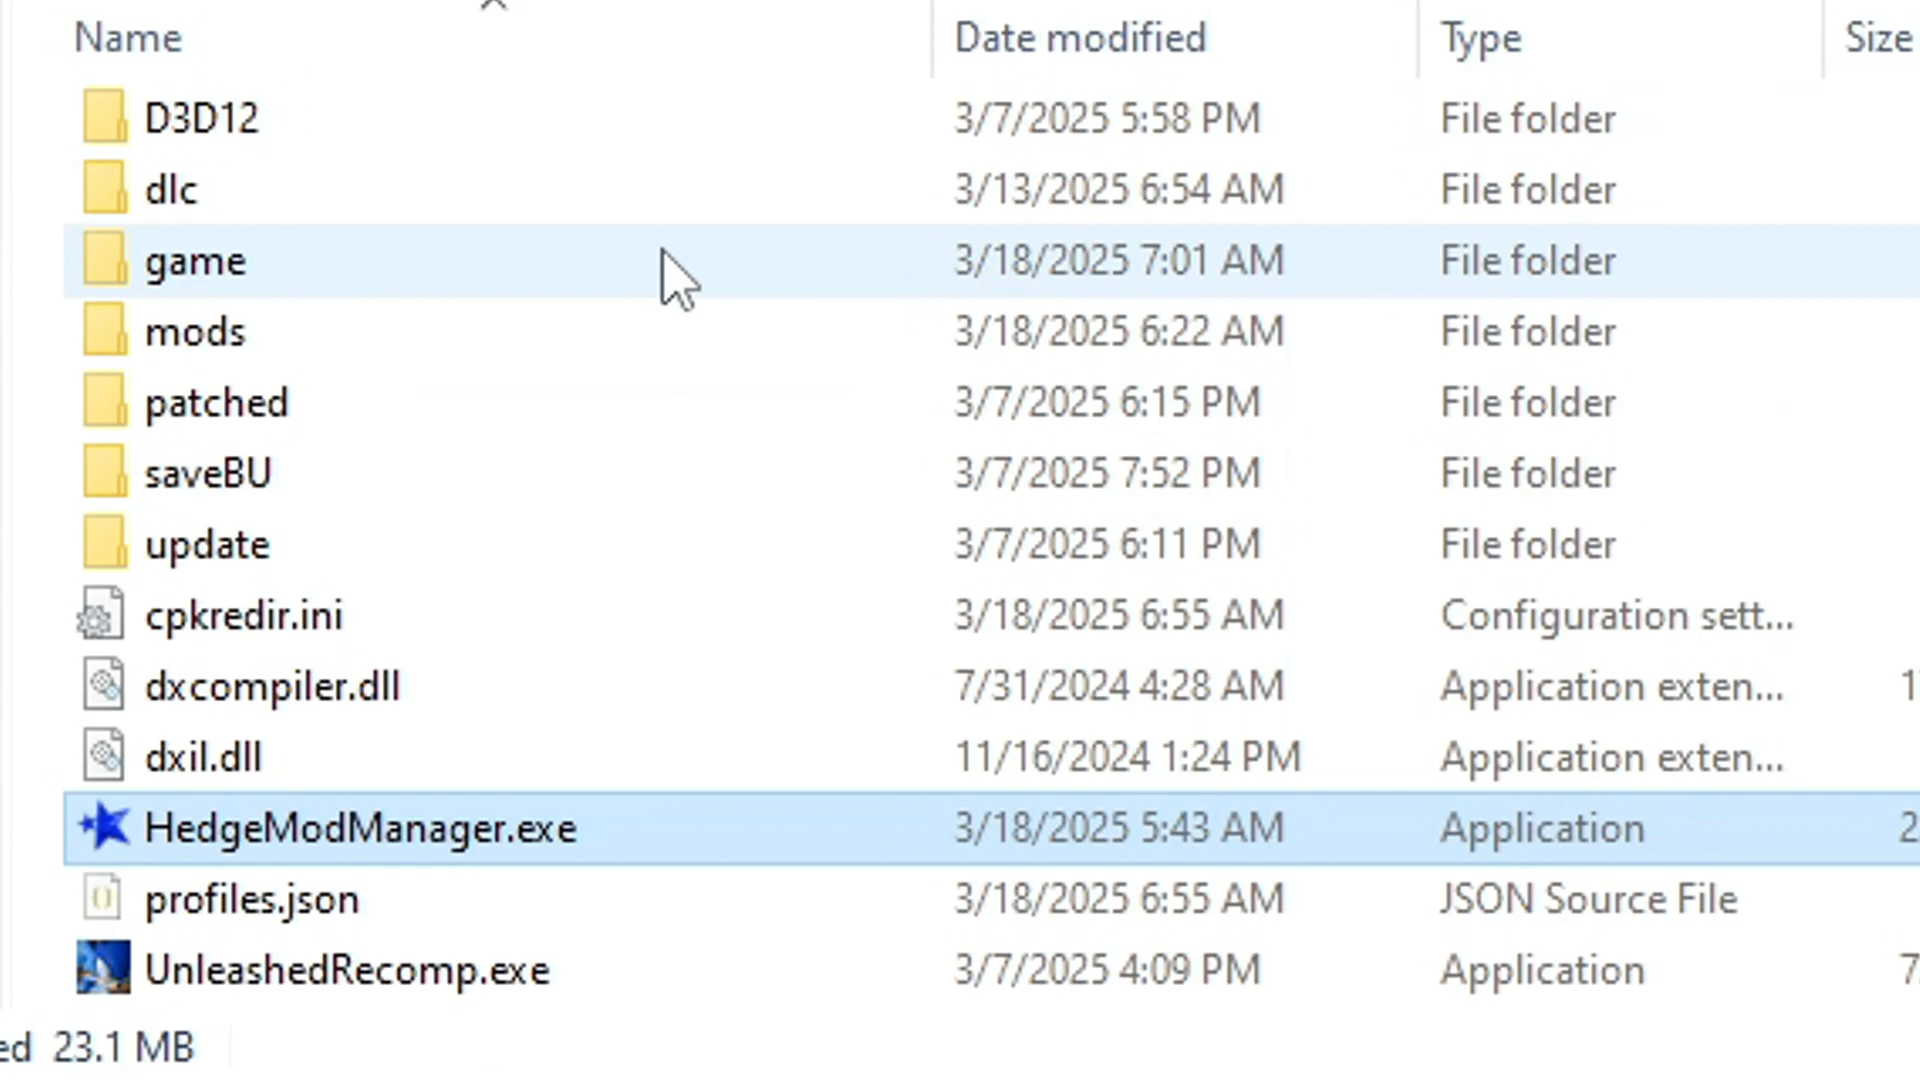 Name Date modified Type Size
D3D12 3/7/2025 5:58 PM File folder
dlc 3/13/2025 6:54 AM File folder
game 3/18/2025 7:01 AM File folder
mods 3/18/2025 6:22 AM File folder
patched 3/7/2025 6:15 PM File folder
saveBU 3/7/2025 7:52 PM File folder
update 3/7/2025 6:11 PM File folder
cpkredir.ini 3/18/2025 6:55 AM Configuration sett...
dxcompiler.dll 7/31/2024 4:28 AM Application exten... 1
dxil.dll 11/16/2024 1:24 PM Application exten...
HedgeModManager.exe 3/18/2025 5:43 AM Application 2
profiles.json 3/18/2025 6:55 AM JSON Source File
UnleashedRecomp.exe 3/7/2025 4:09 PM Application 7
ed 23.1 MB